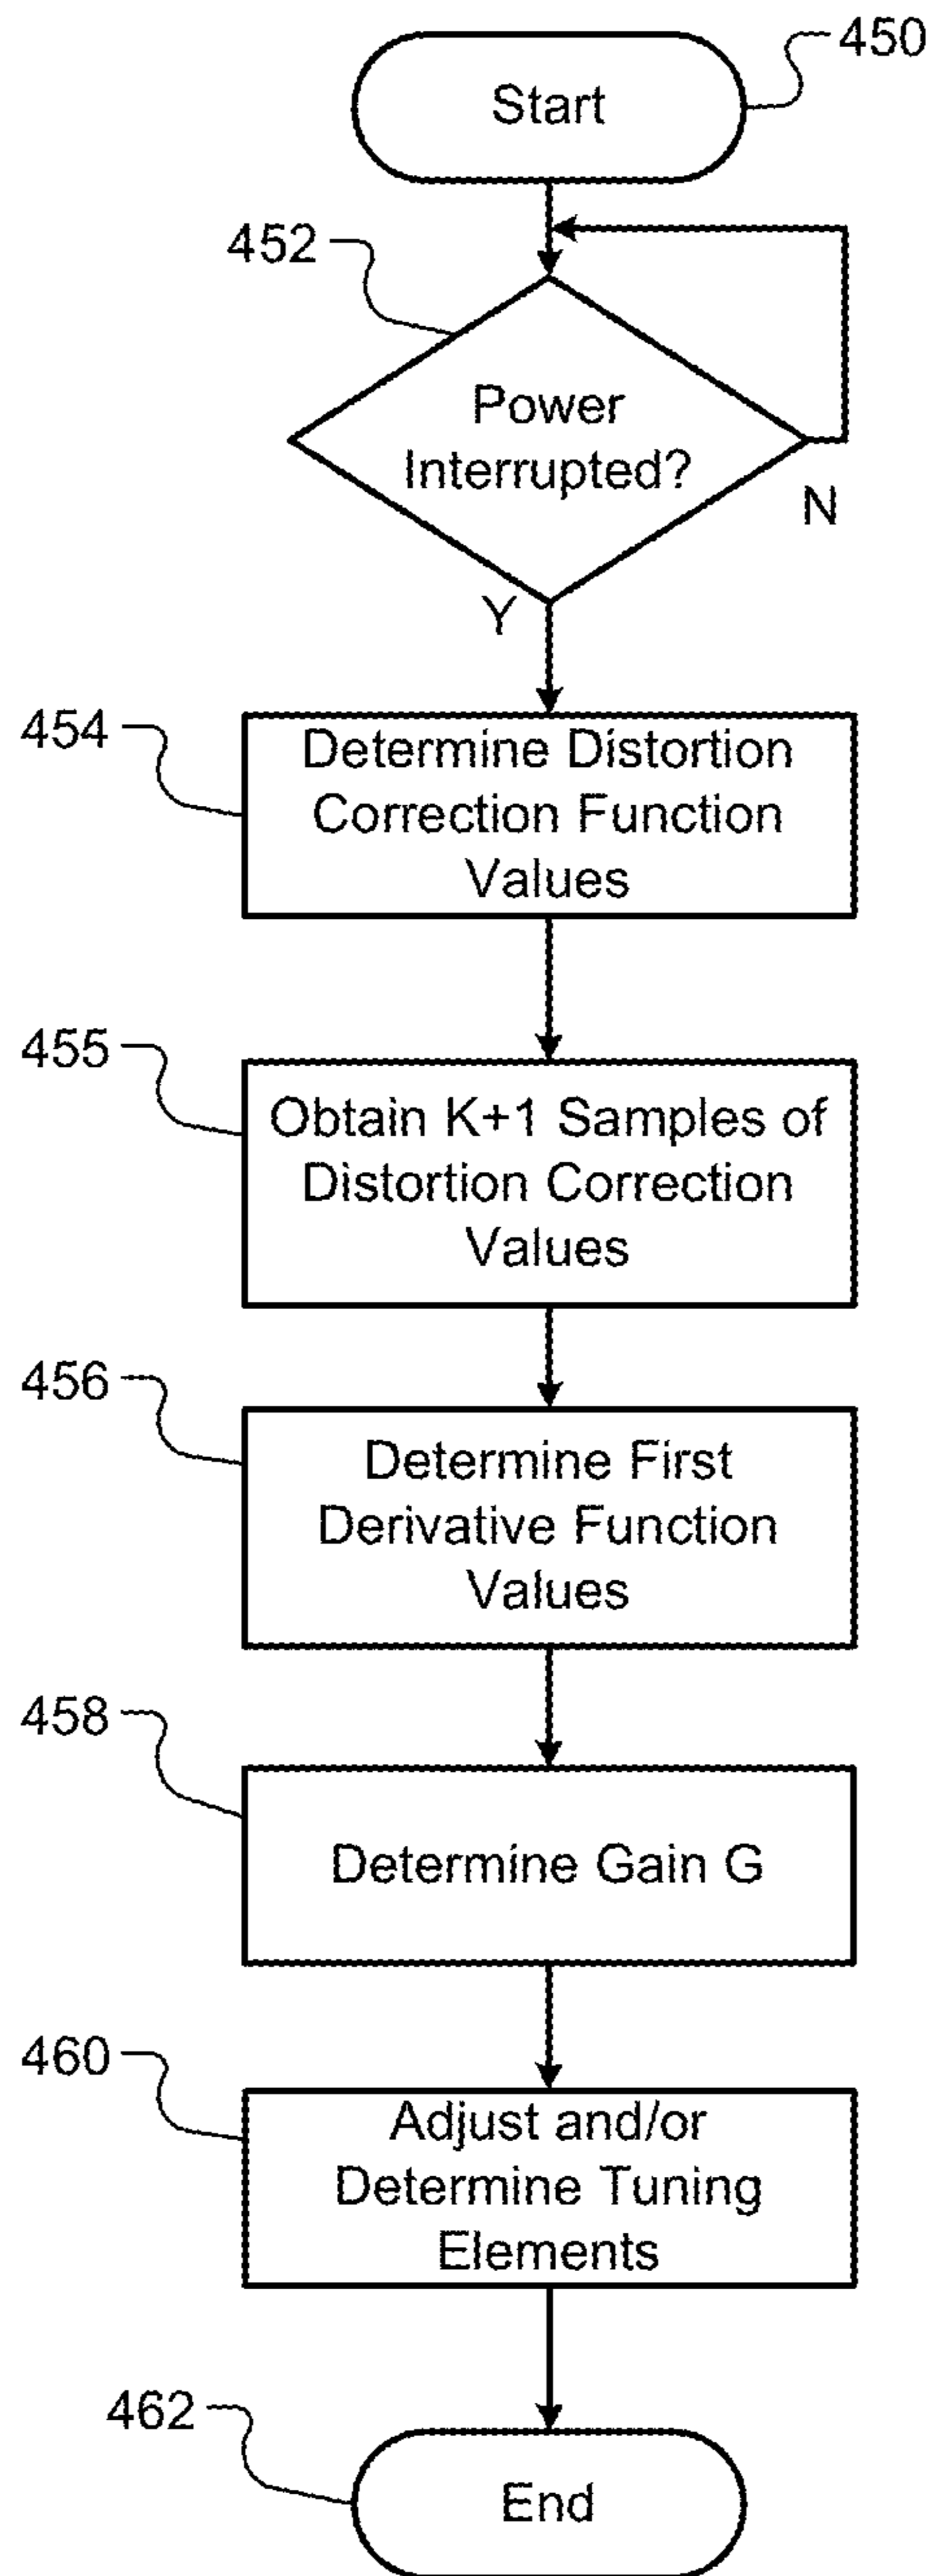 450
Start
452
Power
Interrupted?
N
Y
454
Determine Distortion
Correction Function
Values
455
Obtain K+1 Samples of
Distortion Correction
Values
456
Determine First
Derivative Function
Values
458
Determine Gain G
460
Adjust and/or
Determine Tuning
Elements
462
End